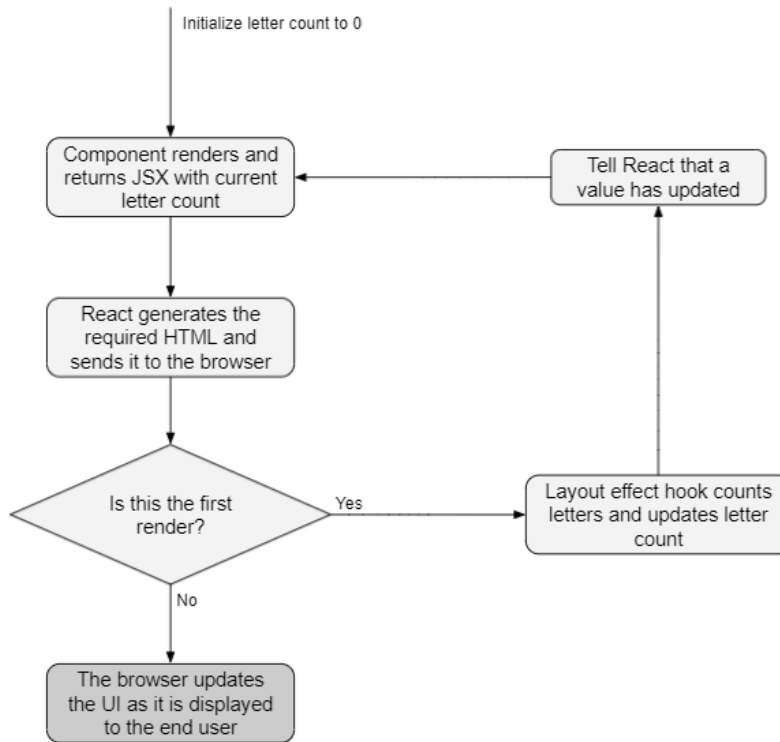 Initialize letter count to 0
Component renders and
returns JSX with current
letter count
Tell React that a
value has updated
React generates the
required HTML and
sends it to the browser
Is this the first
render?
Yes
Layout effect hook counts
letters and updates letter
count
No
The browser updates
the UI as it is displayed
to the end user